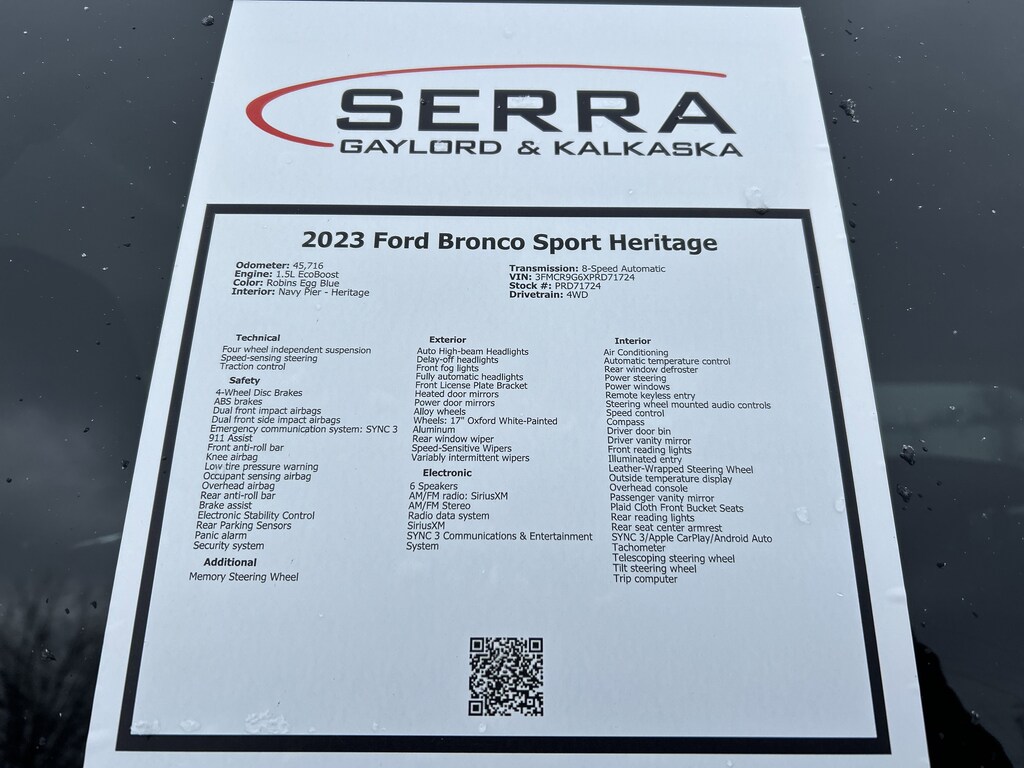 SERRA
GAYLORD & KALKASKA
2023 Ford Bronco Sport Heritage
Odometer: 45,716
Engine: 1.5L EcoBoost
Color: Robins Egg Blue
Interior: Navy Pier - Heritage
Transmission: 8-Speed Automatic
VIN: 3FMCR9G6XPRD71724
Stock #: PRD71724
Drivetrain: 4WD
Technical
Four wheel independent suspension
Speed-sensing steering
Traction control
Safety
4-Wheel Disc Brakes
ABS brakes
Dual front impact airbags
Dual front side impact airbags
Emergency communication system: SYNC 3
911 Assist
Front anti-roll bar
Knee airbag
Low tire pressure warning
Occupant sensing airbag
Overhead airbag
Rear anti-roll bar
Brake assist
Electronic Stability Control
Rear Parking Sensors
Panic alarm
Security system
Additional
Memory Steering Wheel
Exterior
Auto High-beam Headlights
Delay-off headlights
Front fog lights
Fully automatic headlights
Front License Plate Bracket
Heated door mirrors
Power door mirrors
Alloy wheels
Wheels: 17" Oxford White-Painted
Aluminum
Rear window wiper
Speed-Sensitive Wipers
Variably intermittent wipers
Electronic
6 Speakers
AM/FM radio: SiriusXM
AM/FM Stereo
Radio data system
SiriusXM
SYNC 3 Communications & Entertainment
System
Interior
Air Conditioning
Automatic temperature control
Rear window defroster
Power steering
Power windows
Remote keyless entry
Steering wheel mounted audio controls
Speed control
Compass
Driver door bin
Driver vanity mirror
Front reading lights
Illuminated entry
Leather-Wrapped Steering Wheel
Outside temperature display
Overhead console
Passenger vanity mirror
Plaid Cloth Front Bucket Seats
Rear reading lights
Rear seat center armrest
SYNC 3/Apple CarPlay/Android Auto
Tachometer
Telescoping steering wheel
Tilt steering wheel
Trip computer